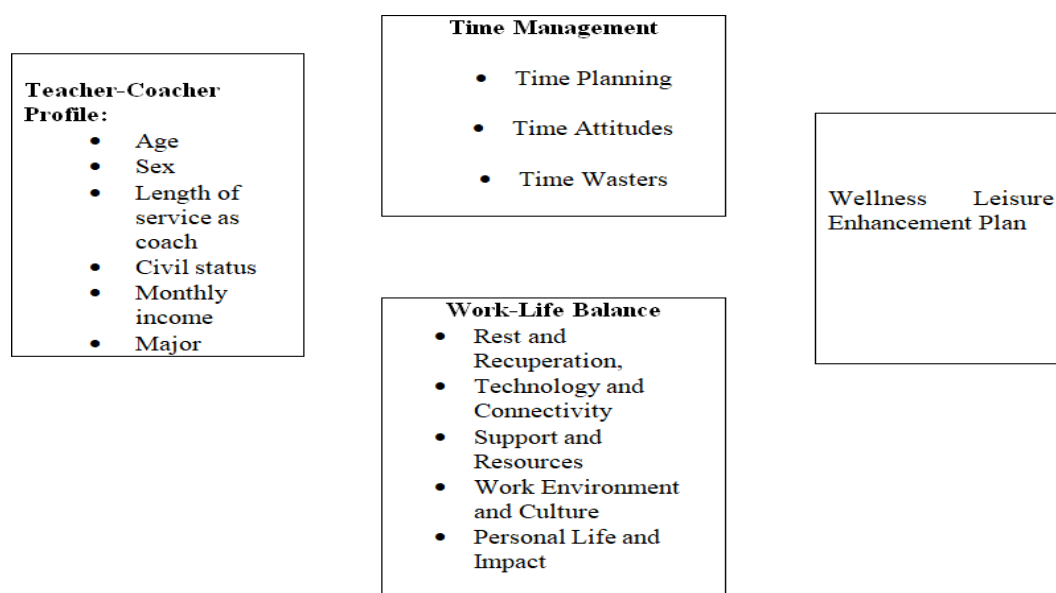 Teacher-Coacher
Profile:
• Age
• Sex
• Length of
service as
coach
• Civil status
• Monthly
income
• Major
Time Management
• Time Planning
• Time Attitudes
• Time Wasters
Work-Life Balance
• Rest and
Recuperation,
• Technology and
Connectivity
• Support and
Resources
• Work Environment
and Culture
• Personal Life and
Impact
Wellness Leisure
Enhancement Plan